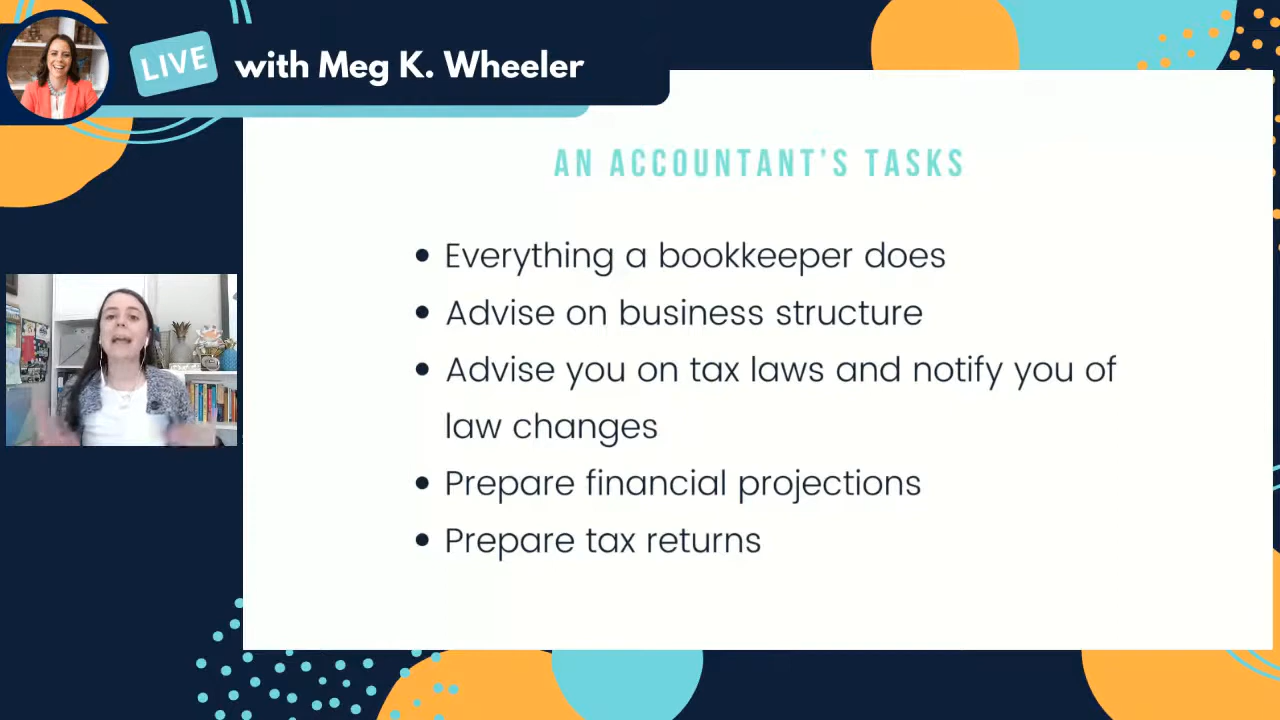 LIVE with Meg K. Wheeler
AN ACCOUNTANT'S TASKS
• Everything a bookkeeper does
• Advise on business structure
• Advise you on tax laws and notify you of
law changes
• Prepare financial projections
• Prepare tax returns